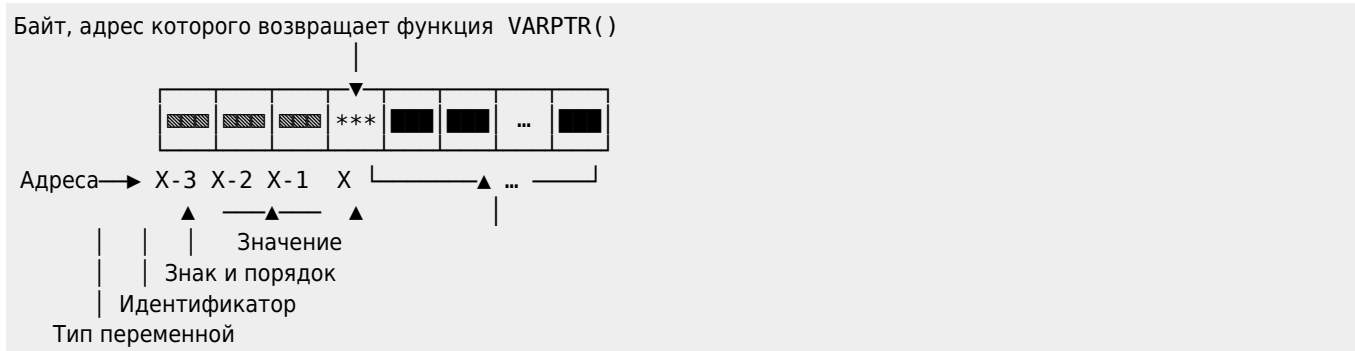 Байт, адрес которого возвращает функция VARPTR()
*** …
Адреса X-3 X-2 X-1 X …
Значение
Знак и порядок
Идентификатор
Тип переменной